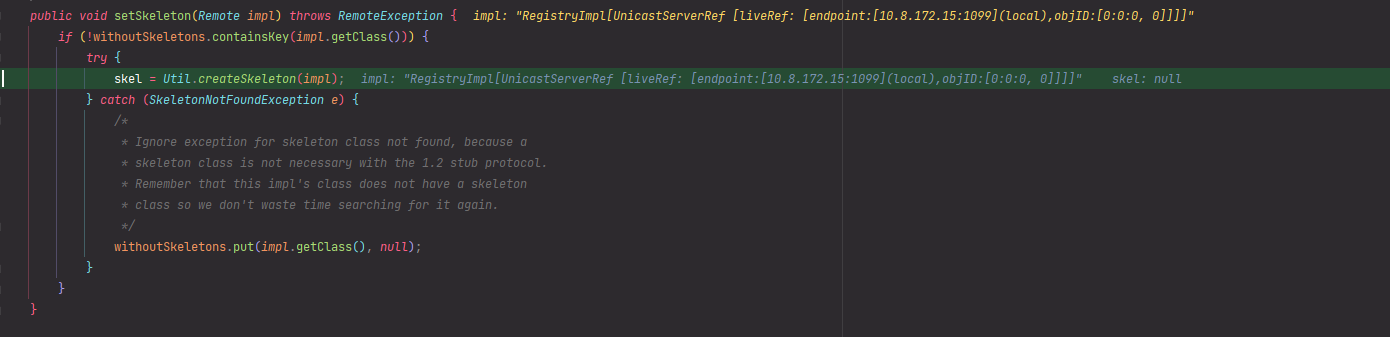 public void setSkeleton(Remote impl) throws RemoteException {  impl: "RegistryImpl[UnicastServerRef [liveRef: [endpoint:[10.8.172.15:1099](local),objID:[0:0:0, 0]]]]"
    if (!withoutSkeletons.containsKey(impl.getClass())) {
        try {
            skel = Util.createSkeleton(impl);  impl: "RegistryImpl[UnicastServerRef [liveRef: [endpoint:[10.8.172.15:1099](local),objID:[0:0:0, 0]]]]"    skel: null
        } catch (SkeletonNotFoundException e) {
            /*
             * Ignore exception for skeleton class not found, because a
             * skeleton class is not necessary with the 1.2 stub protocol.
             * Remember that this impl's class does not have a skeleton
             * class so we don't waste time searching for it again.
             */
            withoutSkeletons.put(impl.getClass(), null);
        }
    }
}